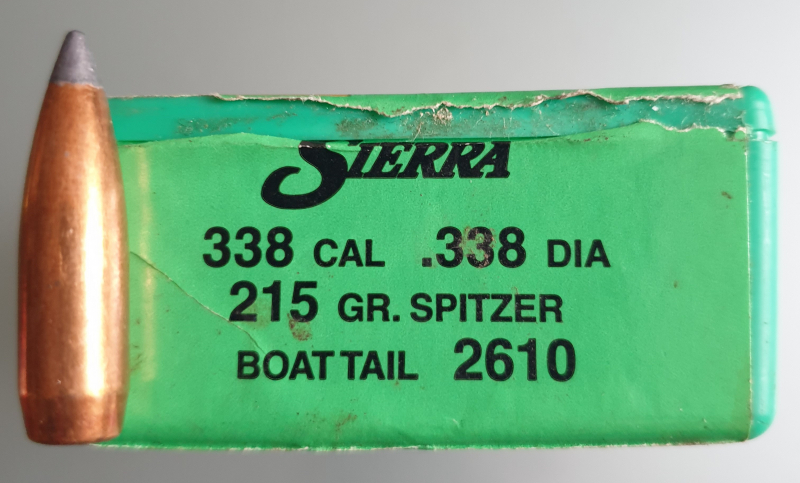 SIERRA
338 CAL .338 DIA
215 GR. SPITZER
BOAT TAIL 2610